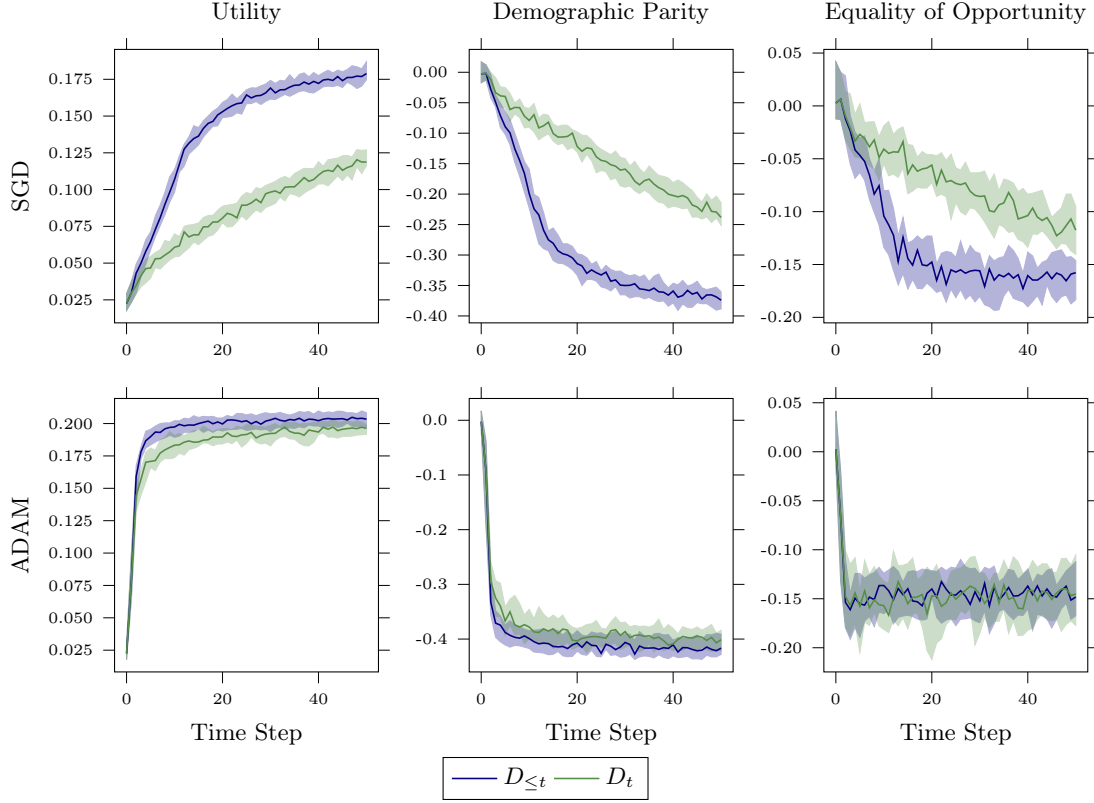 Utility
Demographic Parity
Equality of Opportunity
SGD
0.175
0.150
0.125
0.100
0.075
0.050
0.025
0 20 40
0.00
-0.05
-0.10
-0.15
-0.20
-0.25
-0.30
-0.35
-0.40
0 20 40
0.05
0.00
-0.05
-0.10
-0.15
-0.20
0 20 40
ADAM
0.200
0.175
0.150
0.125
0.100
0.075
0.050
0.025
0 20 40
Time Step
0.0
-0.1
-0.2
-0.3
-0.4
0 20 40
Time Step
0.05
0.00
-0.05
-0.10
-0.15
-0.20
0 20 40
Time Step
D≤t D_t